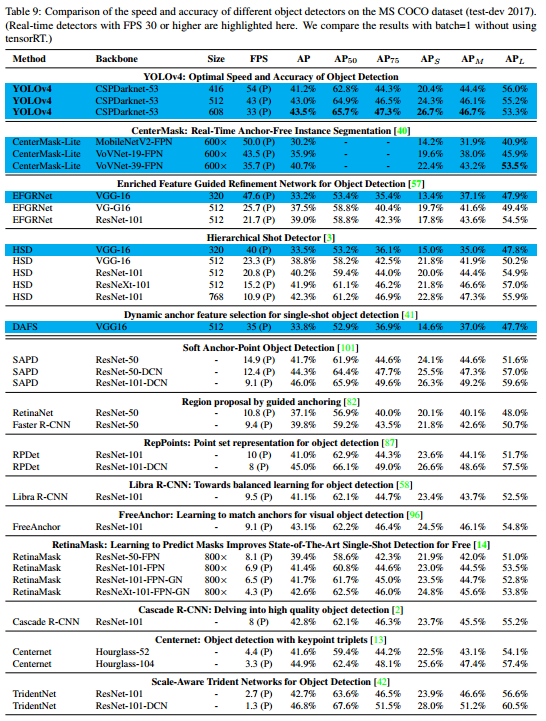 Table 9: Comparison of the speed and accuracy of different object detectors on the MS COCO dataset (test-dev 2017).
(Real-time detectors with FPS 30 or higher are highlighted here. We compare the results with batch=1 without using
tensorRT.)
Method Backbone Size FPS AP AP50 AP75 APS APM APL
YOLOv4: Optimal Speed and Accuracy of Object Detection
YOLOv4 CSPDarknet-53 416 54 (P) 41.2% 62.8% 44.3% 20.4% 44.4% 56.0%
YOLOv4 CSPDarknet-53 512 43 (P) 43.0% 64.9% 46.5% 24.3% 46.1% 55.2%
YOLOv4 CSPDarknet-53 608 33 (P) 43.5% 65.7% 47.3% 26.7% 46.7% 53.3%
CenterMask: Real-Time Anchor-Free Instance Segmentation [40]
CenterMask-Lite MobileNetV2-FPN 600× 50.0 (P) 30.2% - - 14.2% 31.9% 40.9%
CenterMask-Lite VoVNet-19-FPN 600× 43.5 (P) 35.9% - - 19.6% 38.0% 45.9%
CenterMask-Lite VoVNet-39-FPN 600× 35.7 (P) 40.7% - - 22.4% 43.2% 53.5%
Enriched Feature Guided Refinement Network for Object Detection [57]
EFGRNet VGG-16 320 47.6 (P) 33.2% 53.4% 35.4% 13.4% 37.1% 47.9%
EFGRNet VG-G16 512 25.7 (P) 37.5% 58.8% 40.4% 19.7% 41.6% 49.4%
EFGRNet ResNet-101 512 21.7 (P) 39.0% 58.8% 42.3% 17.8% 43.6% 54.5%
Hierarchical Shot Detector [3]
HSD VGG-16 320 40 (P) 33.5% 53.2% 36.1% 15.0% 35.0% 47.8%
HSD VGG-16 512 23.3 (P) 38.8% 58.2% 42.5% 21.8% 41.9% 50.2%
HSD ResNet-101 512 20.8 (P) 40.2% 59.4% 44.0% 20.0% 44.4% 54.9%
HSD ResNeXt-101 512 15.2 (P) 41.9% 61.1% 46.2% 21.8% 46.6% 57.0%
HSD ResNet-101 768 10.9 (P) 42.3% 61.2% 46.9% 22.8% 47.3% 55.9%
Dynamic anchor feature selection for single-shot object detection [41]
DAFS VGG16 512 35 (P) 33.8% 52.9% 36.9% 14.6% 37.0% 47.7%
Soft Anchor-Point Object Detection [101]
SAPD ResNet-50 - 14.9 (P) 41.7% 61.9% 44.6% 24.1% 44.6% 51.6%
SAPD ResNet-50-DCN - 12.4 (P) 44.3% 64.4% 47.7% 25.5% 47.3% 57.0%
SAPD ResNet-101-DCN - 9.1 (P) 46.0% 65.9% 49.6% 26.3% 49.2% 59.6%
Region proposal by guided anchoring [82]
RetinaNet ResNet-50 - 10.8 (P) 37.1% 56.9% 40.0% 20.1% 40.1% 48.0%
Faster R-CNN ResNet-50 - 9.4 (P) 39.8% 59.2% 43.5% 21.8% 42.6% 50.7%
RepPoints: Point set representation for object detection [87]
RPDet ResNet-101 - 10 (P) 41.0% 62.9% 44.3% 23.6% 44.1% 51.7%
RPDet ResNet-101-DCN - 8 (P) 45.0% 66.1% 49.0% 26.6% 48.6% 57.5%
Libra R-CNN: Towards balanced learning for object detection [58]
Libra R-CNN ResNet-101 - 9.5 (P) 41.1% 62.1% 44.7% 23.4% 43.7% 52.5%
FreeAnchor: Learning to match anchors for visual object detection [96]
FreeAnchor ResNet-101 - 9.1 (P) 43.1% 62.2% 46.4% 24.5% 46.1% 54.8%
RetinaMask: Learning to Predict Masks Improves State-of-The-Art Single-Shot Detection for Free [14]
RetinaMask ResNet-50-FPN 800× 8.1 (P) 39.4% 58.6% 42.3% 21.9% 42.0% 51.0%
RetinaMask ResNet-101-FPN 800× 6.9 (P) 41.4% 60.8% 44.6% 23.0% 44.5% 53.5%
RetinaMask ResNet-101-FPN-GN 800× 6.5 (P) 41.7% 61.7% 45.0% 23.5% 44.7% 52.8%
RetinaMask ResNeXt-101-FPN-GN 800× 4.3 (P) 42.6% 62.5% 46.0% 24.8% 45.6% 53.8%
Cascade R-CNN: Delving into high quality object detection [2]
Cascade R-CNN ResNet-101 - 8 (P) 42.8% 62.1% 46.3% 23.7% 45.5% 55.2%
Centernet: Object detection with keypoint triplets [13]
Centernet Hourglass-52 - 4.4 (P) 41.6% 59.4% 44.2% 22.5% 43.1% 54.1%
Centernet Hourglass-104 - 3.3 (P) 44.9% 62.4% 48.1% 25.6% 47.4% 57.4%
Scale-Aware Trident Networks for Object Detection [42]
TridentNet ResNet-101 - 2.7 (P) 42.7% 63.6% 46.5% 23.9% 46.6% 56.6%
TridentNet ResNet-101-DCN - 1.3 (P) 46.8% 67.6% 51.5% 28.0% 51.2% 60.5%